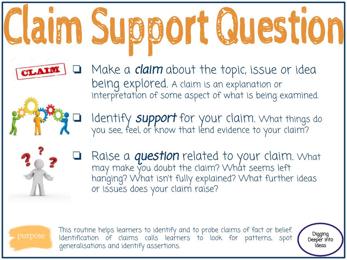 Claim Support Question
CLAIM
Make a claim about the topic, issue or idea
being explored. A claim is an explanation or
interpretation of some aspect of what is being examined.
Identify support for your claim. What things do
you see, feel, or know that lend evidence to your claim?
Raise a question related to your claim. What
may make you doubt the claim? What seems left
hanging? What isn't fully explained? What further ideas
or issues does your claim raise?
purpose
This routine helps learners to identify and to probe claims of fact or belief.
Identification of claims calls learners to look for patterns, spot
generalisations and identify assertions.
Digging
Deeper into
Ideas